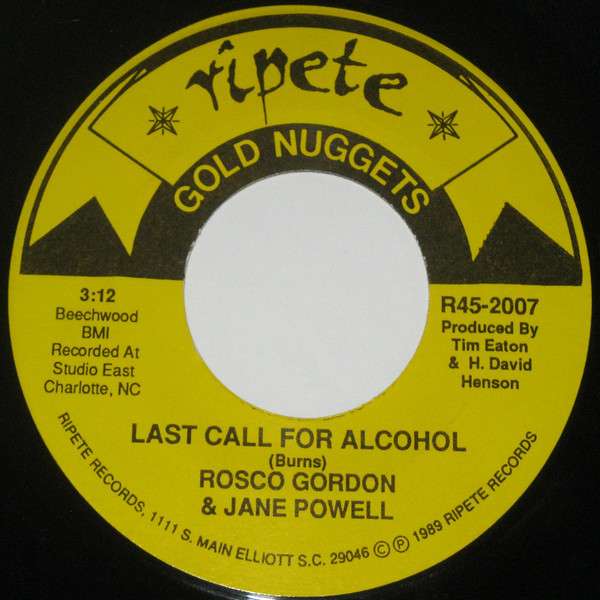 ripete
GOLD NUGGETS
3:12
Beechwood
BMI
Recorded At
Studio East
Charlotte, NC
R45-2007
Produced By
Tim Eaton
& H. David
Henson
LAST CALL FOR ALCOHOL
(Burns)
ROSCO GORDON
& JANE POWELL
RIPETE RECORDS, 1111 S. MAIN ELLIOTT S.C. 29046 © ℗ 1989 RIPETE RECORDS